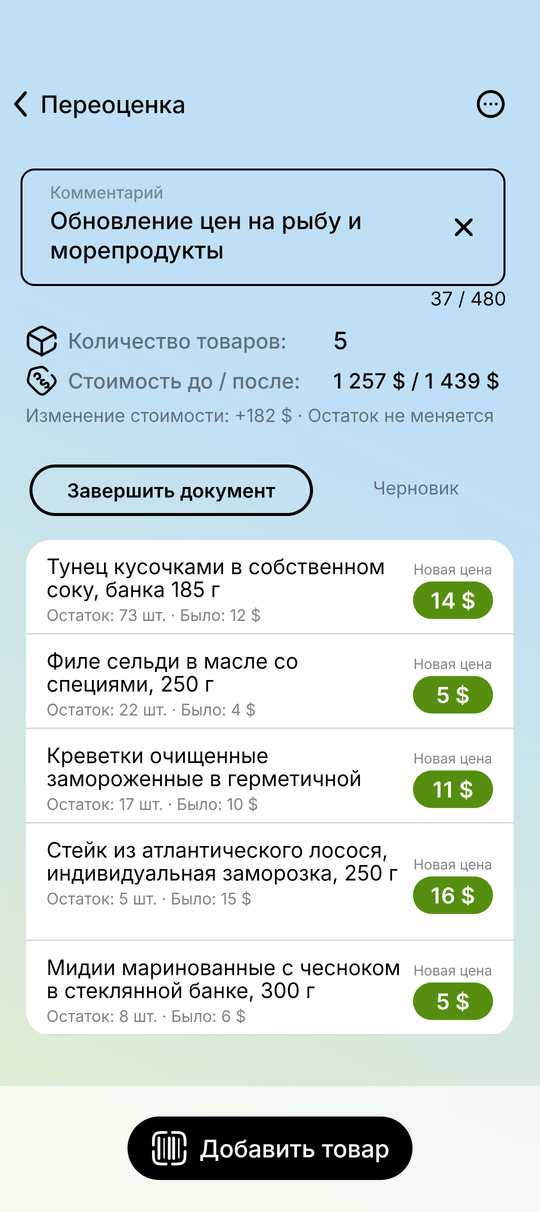 Переоценка
Комментарий
Обновление цен на рыбу и
морепродукты
37 / 480
Количество товаров: 5
Стоимость до / после: 1 257 $ / 1 439 $
Изменение стоимости: +182 $ · Остаток не меняется
Завершить документ
Черновик
Тунец кусочками в собственном
соку, банка 185 г
Остаток: 73 шт. · Было: 12 $
Новая цена
14 $
Филе сельди в масле со
специями, 250 г
Остаток: 22 шт. · Было: 4 $
Новая цена
5 $
Креветки очищенные
замороженные в герметичной
Остаток: 17 шт. · Было: 10 $
Новая цена
11 $
Стейк из атлантического лосося,
индивидуальная заморозка, 250 г
Остаток: 5 шт. · Было: 15 $
Новая цена
16 $
Мидии маринованные с чесноком
в стеклянной банке, 300 г
Остаток: 8 шт. · Было: 6 $
Новая цена
5 $
Добавить товар